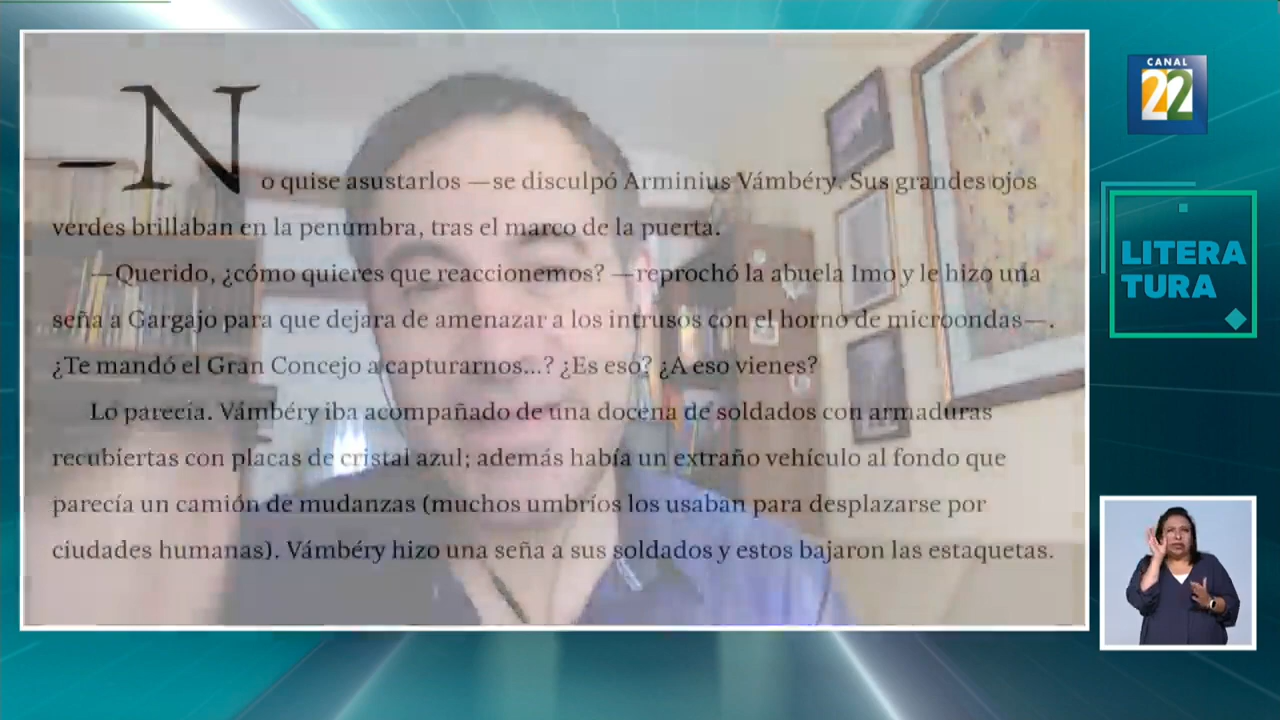 —No quise asustarlos —se disculpó Arminius Vámbéry. Sus grandes ojos
verdes brillaban en la penumbra, tras el marco de la puerta.
—Querido, ¿cómo quieres que reaccionemos? —reprochó la abuela Imo y le hizo una
seña a Gargajo para que dejara de amenazar a los intrusos con el horno de microondas—.
¿Te mandó el Gran Concejo a capturarnos...? ¿Es eso? ¿A eso vienes?
Lo parecía. Vámbéry iba acompañado de una docena de soldados con armaduras
recubiertas con placas de cristal azul; además había un extraño vehículo al fondo que
parecía un camión de mudanzas (muchos umbríos los usaban para desplazarse por
ciudades humanas). Vámbéry hizo una seña a sus soldados y estos bajaron las estaquetas.
CANAL
22
LITERA
TURA